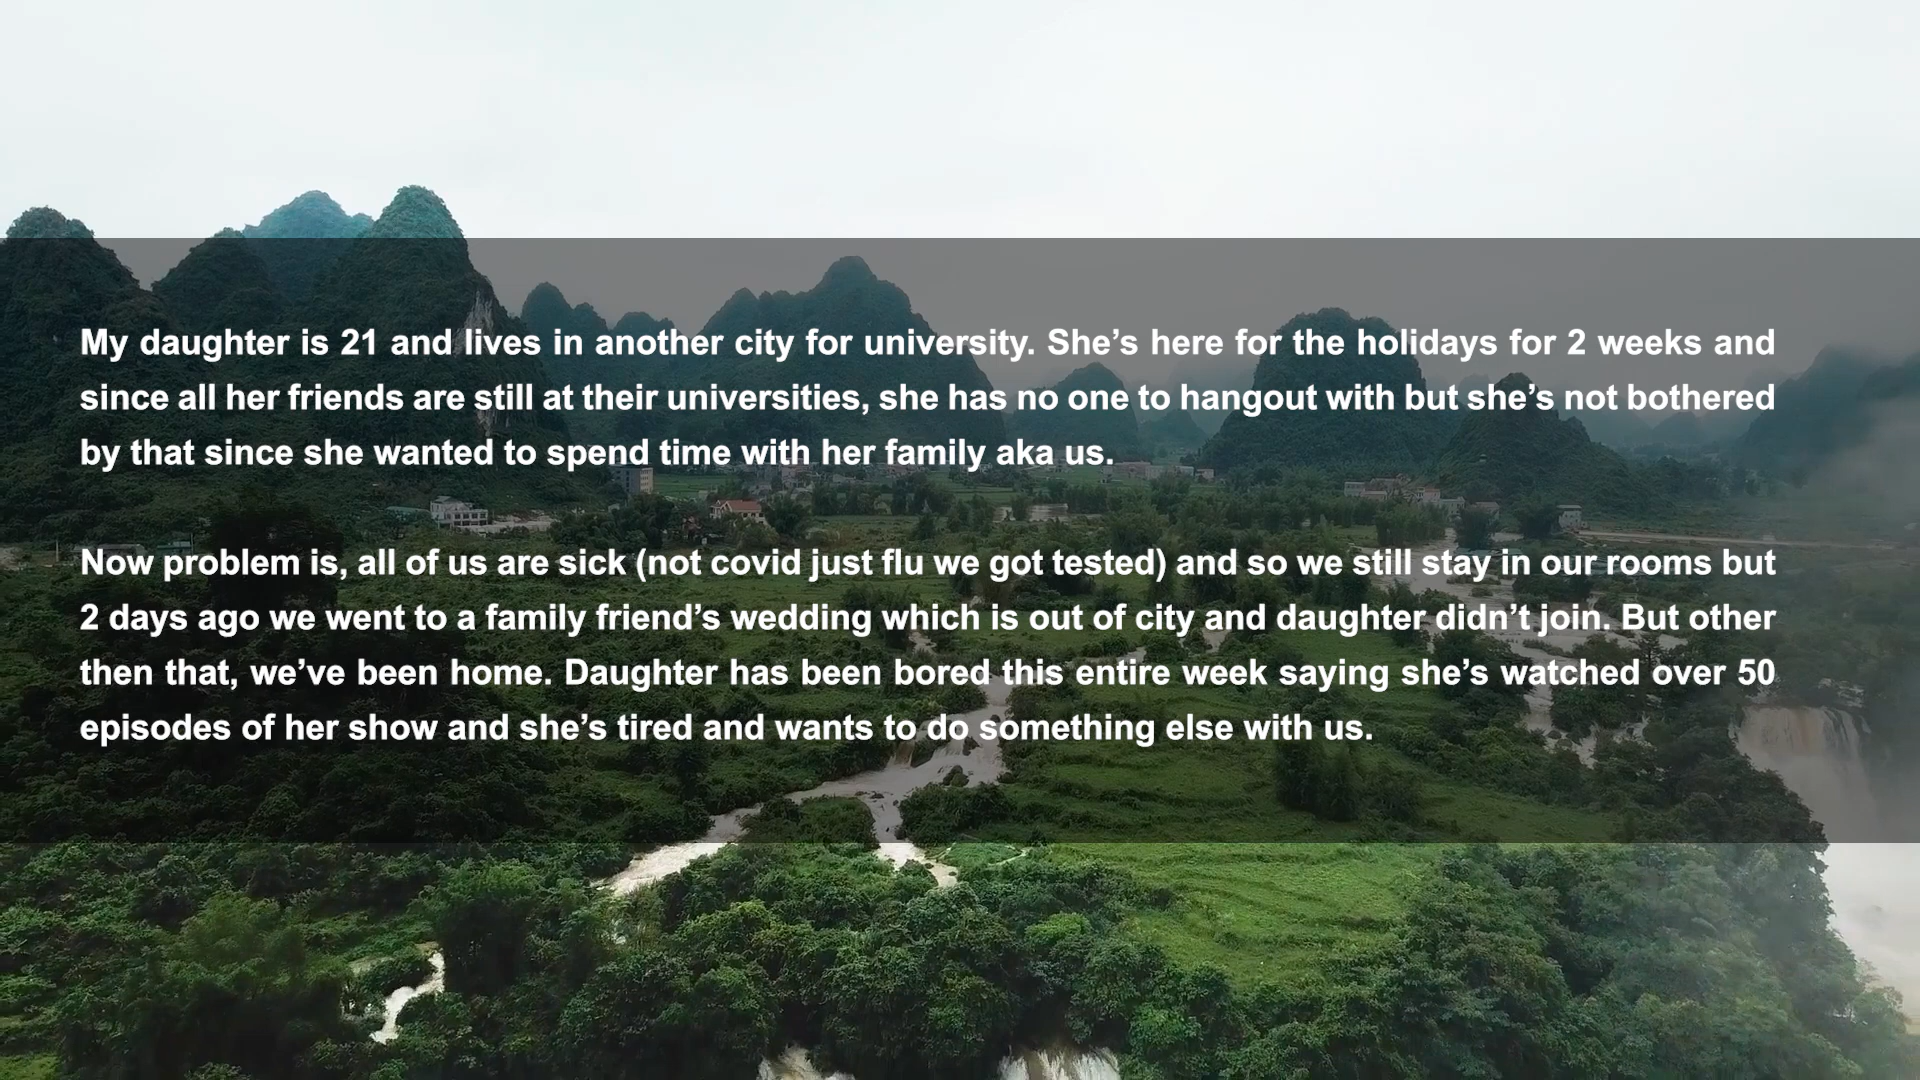 My daughter is 21 and lives in another city for university. She’s here for the holidays for 2 weeks and
since all her friends are still at their universities, she has no one to hangout with but she’s not bothered
by that since she wanted to spend time with her family aka us.
Now problem is, all of us are sick (not covid just flu we got tested) and so we still stay in our rooms but
2 days ago we went to a family friend’s wedding which is out of city and daughter didn’t join. But other
then that, we’ve been home. Daughter has been bored this entire week saying she’s watched over 50
episodes of her show and she’s tired and wants to do something else with us.